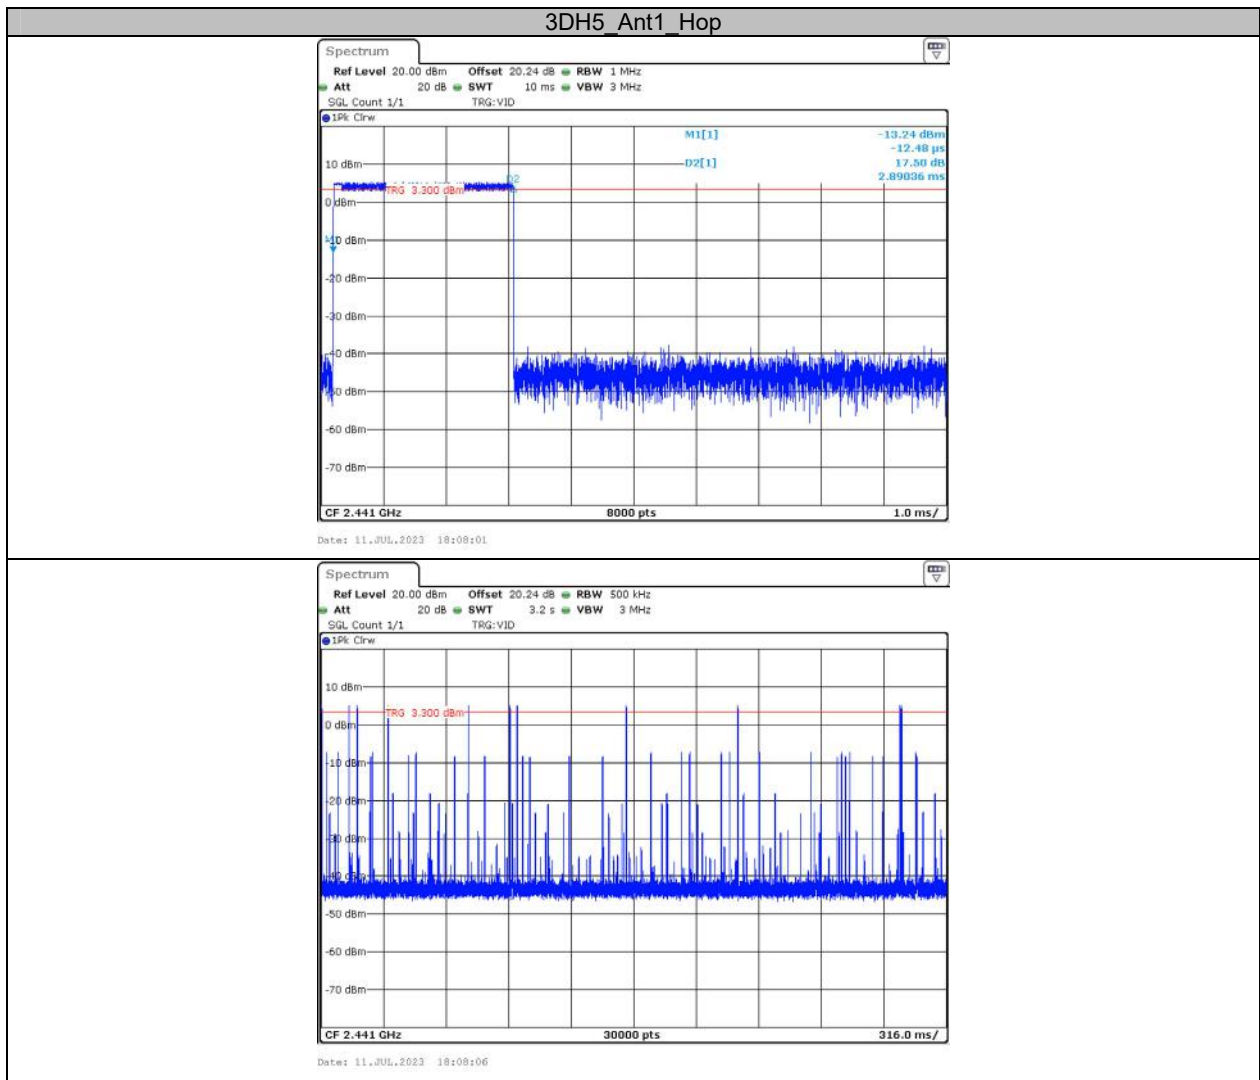 3DH5_Ant1_Hop
Spectrum
Ref Level 20.00 dBm Offset 20.24 dB RBW 1 MHz
Att 20 dB SWT 10 ms VBW 3 MHz
SGL Count 1/1 TRG:VID
1Pk Clrw
M1[1] -13.24 dBm
-12.48 µs
10 dBm D2[1] 17.50 dB
2.89036 ms
D2
TRG 3.300 dBm
0 dBm
-10 dBm
-20 dBm
-30 dBm
-40 dBm
-50 dBm
-60 dBm
-70 dBm
CF 2.441 GHz 8000 pts 1.0 ms/
Date: 11.JUL.2023 18:08:01
Spectrum
Ref Level 20.00 dBm Offset 20.24 dB RBW 500 kHz
Att 20 dB SWT 3.2 s VBW 3 MHz
SGL Count 1/1 TRG:VID
1Pk Clrw
10 dBm
TRG 3.300 dBm
0 dBm
-10 dBm
-20 dBm
-30 dBm
-40 dBm
-50 dBm
-60 dBm
-70 dBm
CF 2.441 GHz 30000 pts 316.0 ms/
Date: 11.JUL.2023 18:08:06